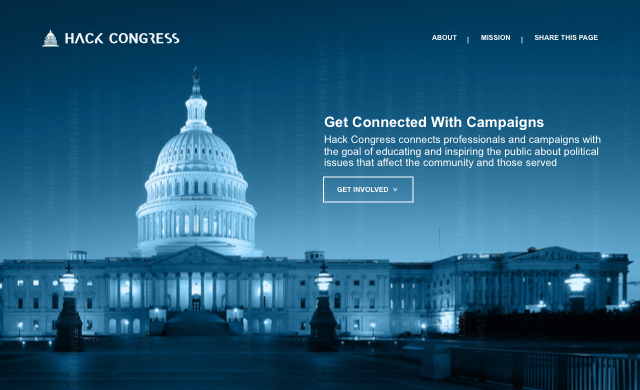 HACK CONGRESS
ABOUT | MISSION | SHARE THIS PAGE
Get Connected With Campaigns
Hack Congress connects professionals and campaigns with
the goal of educating and inspiring the public about political
issues that affect the community and those served
GET INVOLVED